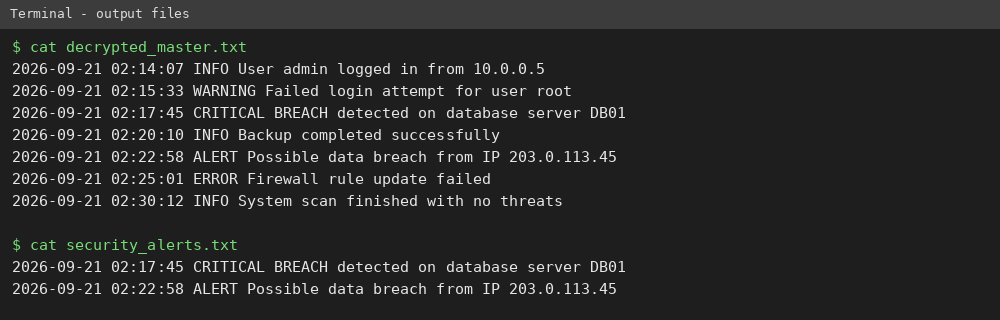 Terminal - output files
$ cat decrypted_master.txt
2026-09-21 02:14:07 INFO User admin logged in from 10.0.0.5
2026-09-21 02:15:33 WARNING Failed login attempt for user root
2026-09-21 02:17:45 CRITICAL BREACH detected on database server DB01
2026-09-21 02:20:10 INFO Backup completed successfully
2026-09-21 02:22:58 ALERT Possible data breach from IP 203.0.113.45
2026-09-21 02:25:01 ERROR Firewall rule update failed
2026-09-21 02:30:12 INFO System scan finished with no threats
$ cat security_alerts.txt
2026-09-21 02:17:45 CRITICAL BREACH detected on database server DB01
2026-09-21 02:22:58 ALERT Possible data breach from IP 203.0.113.45